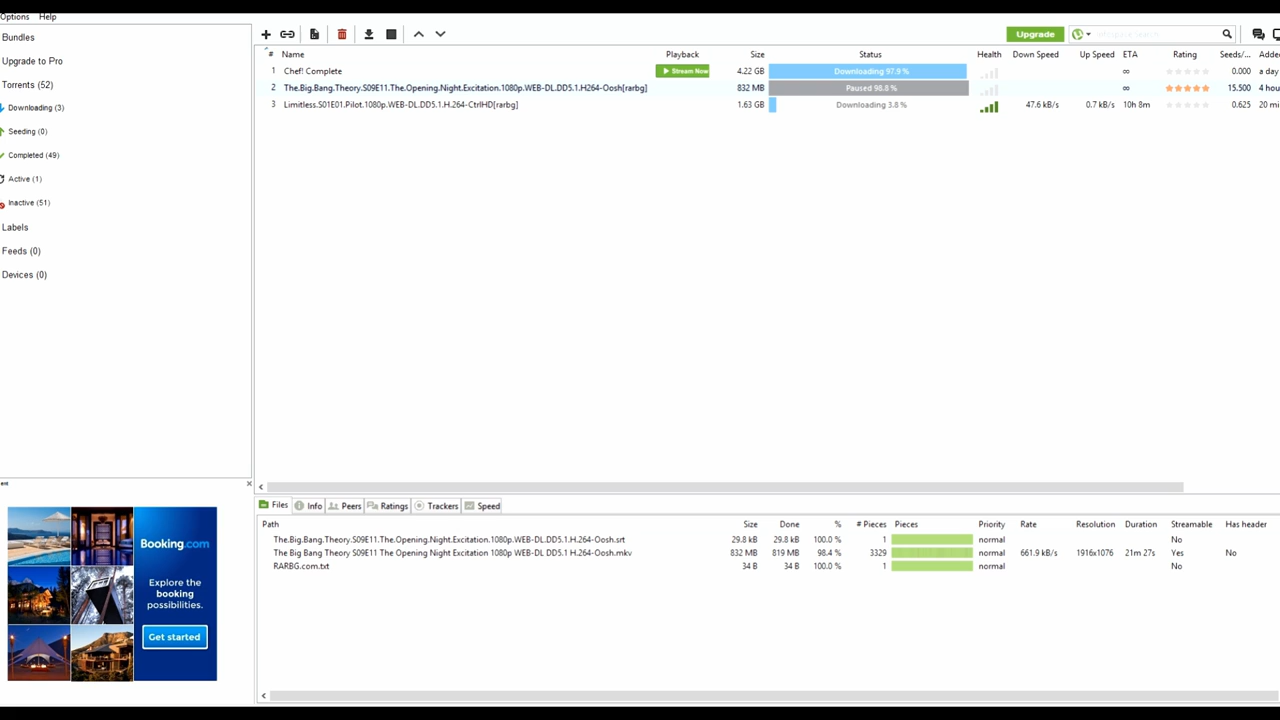 Options Help
Bundles
Upgrade to Pro
Torrents (52)
Downloading (3)
Seeding (0)
Completed (49)
Active (1)
Inactive (51)
Labels
Feeds (0)
Devices (0)
Upgrade
# Name Playback Size Status Health Down Speed Up Speed ETA Rating Seeds/... Added
1 Chef! Complete Stream Now 4.22 GB Downloading 97.9 % ∞ 0.000 a day
2 The.Big.Bang.Theory.S09E11.The.Opening.Night.Excitation.1080p.WEB-DL.DD5.1.H264-Oosh[rarbg] 832 MB Paused 98.8 % ∞ 15.500 4 hour
3 Limitless.S01E01.Pilot.1080p.WEB-DL.DD5.1.H.264-CtrlHD[rarbg] 1.63 GB Downloading 3.8 % 47.6 kB/s 0.7 kB/s 10h 8m 0.625 20 mi
Files Info Peers Ratings Trackers Speed
Path Size Done % # Pieces Pieces Priority Rate Resolution Duration Streamable Has header
The.Big.Bang.Theory.S09E11.The.Opening.Night.Excitation.1080p.WEB-DL.DD5.1.H.264-Oosh.srt 29.8 kB 29.8 kB 100.0 % 1 normal No
The Big Bang Theory S09E11 The Opening Night Excitation 1080p WEB-DL DD5.1 H.264-Oosh.mkv 832 MB 819 MB 98.4 % 3329 normal 661.9 kB/s 1916x1076 21m 27s Yes No
RARBG.com.txt 34 B 34 B 100.0 % 1 normal No
Booking.com
Explore the
booking
possibilities.
Get started